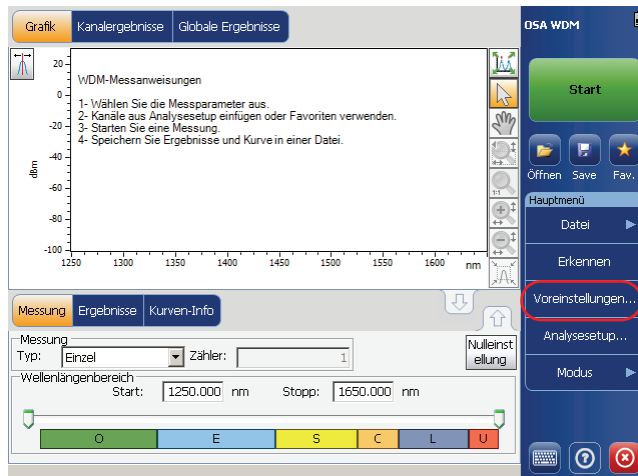 Grafik Kanalergebnisse Globale Ergebnisse
WDM-Messanweisungen
1- Wählen Sie die Messparameter aus.
2- Kanäle aus Analysesetup einfügen oder Favoriten verwenden.
3- Starten Sie eine Messung.
4- Speichern Sie Ergebnisse und Kurve in einer Datei.
20
0
-20
-40
-60
-80
-100
dBm
1250 1300 1350 1400 1450 1500 1550 1600 nm
1:1
Messung Ergebnisse Kurven-Info
Messung
Typ: Einzel Zähler: 1
Nulleinst
ellung
Wellenlängenbereich
Start: 1250.000 nm Stopp: 1650.000 nm
O E S C L U
OSA WDM
Start
Öffnen Save Fav.
Hauptmenü
Datei
Erkennen
Voreinstellungen...
Analysesetup...
Modus